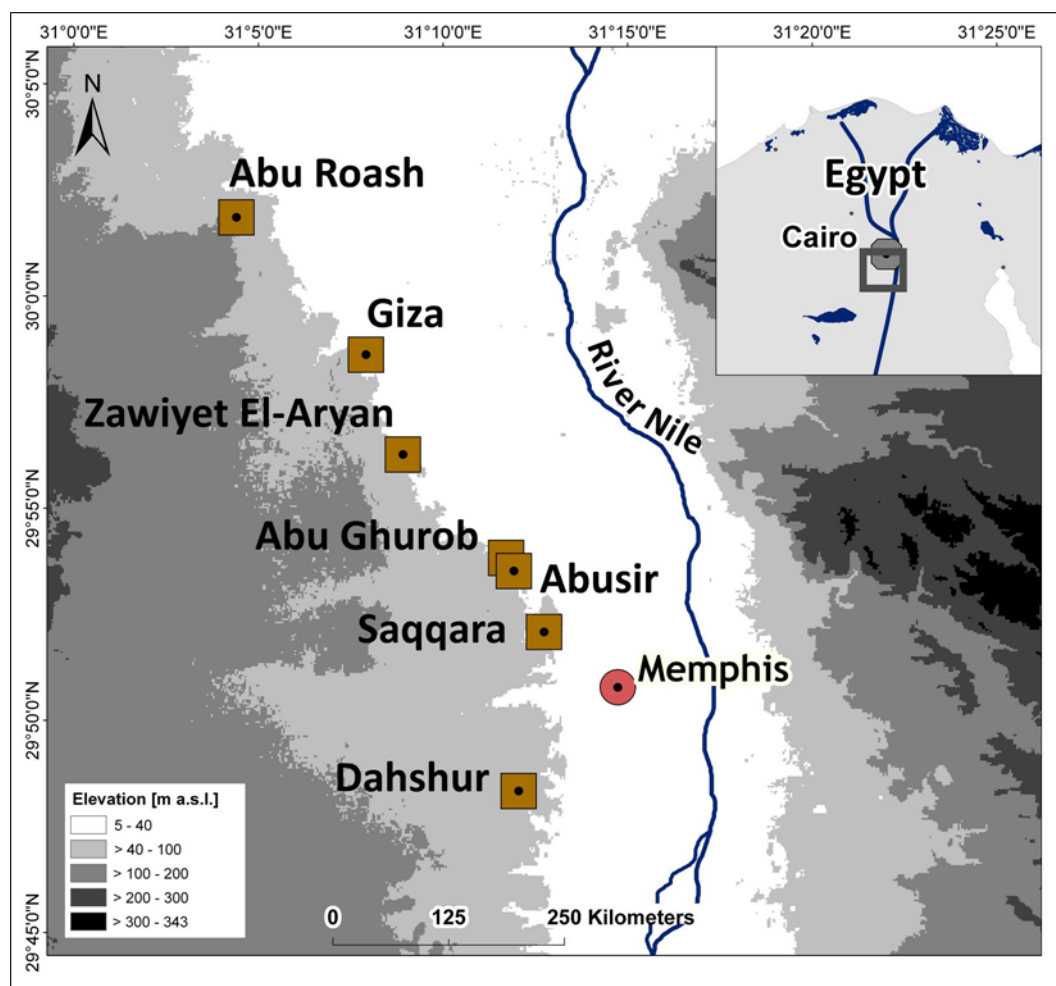 31°0'0"E 31°5'0"E 31°10'0"E 31°15'0"E 31°20'0"E 31°25'0"E
30°5'0"N
30°0'0"N
29°55'0"N
29°50'0"N
29°45'0"N
N
Abu Roash
Giza
Zawiyet El-Aryan
Abu Ghurob
Abusir
Saqqara
Memphis
Dahshur
River Nile
Egypt
Cairo
Elevation [m a.s.l.]
5 - 40
> 40 - 100
> 100 - 200
> 200 - 300
> 300 - 343
0 125 250 Kilometers